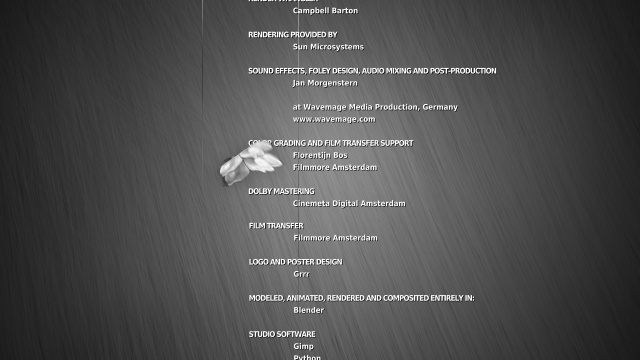 Campbell Barton
RENDERING PROVIDED BY
Sun Microsystems
SOUND EFFECTS, FOLEY DESIGN, AUDIO MIXING AND POST-PRODUCTION
Jan Morgenstern
at Wavemage Media Production, Germany
www.wavemage.com
COLOR GRADING AND FILM TRANSFER SUPPORT
Florentijn Bos
Filmmore Amsterdam
DOLBY MASTERING
Cinemeta Digital Amsterdam
FILM TRANSFER
Filmmore Amsterdam
LOGO AND POSTER DESIGN
Grrr
MODELED, ANIMATED, RENDERED AND COMPOSITED ENTIRELY IN:
Blender
STUDIO SOFTWARE
Gimp
Python